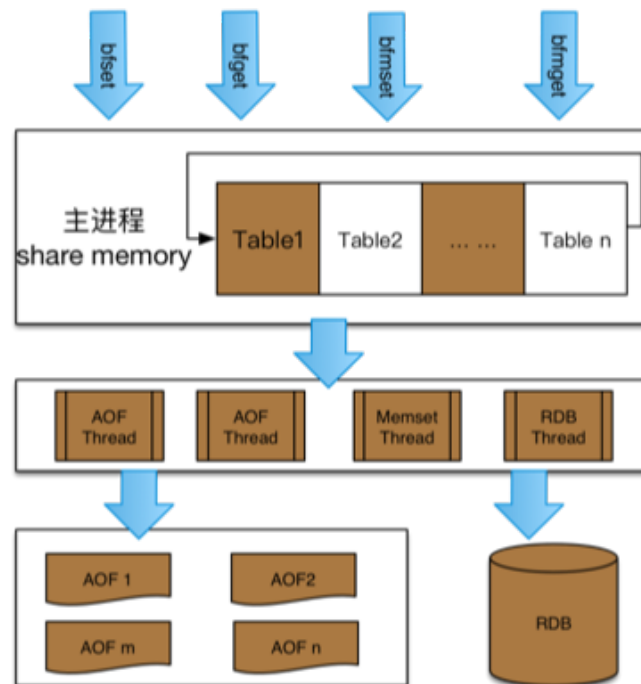 bfset
bfget
bfmset
bfmget
主进程
share memory
Table1
Table2
... ...
Table n
AOF
Thread
AOF
Thread
Memset
Thread
RDB
Thread
AOF 1
AOF2
AOF m
AOF n
RDB